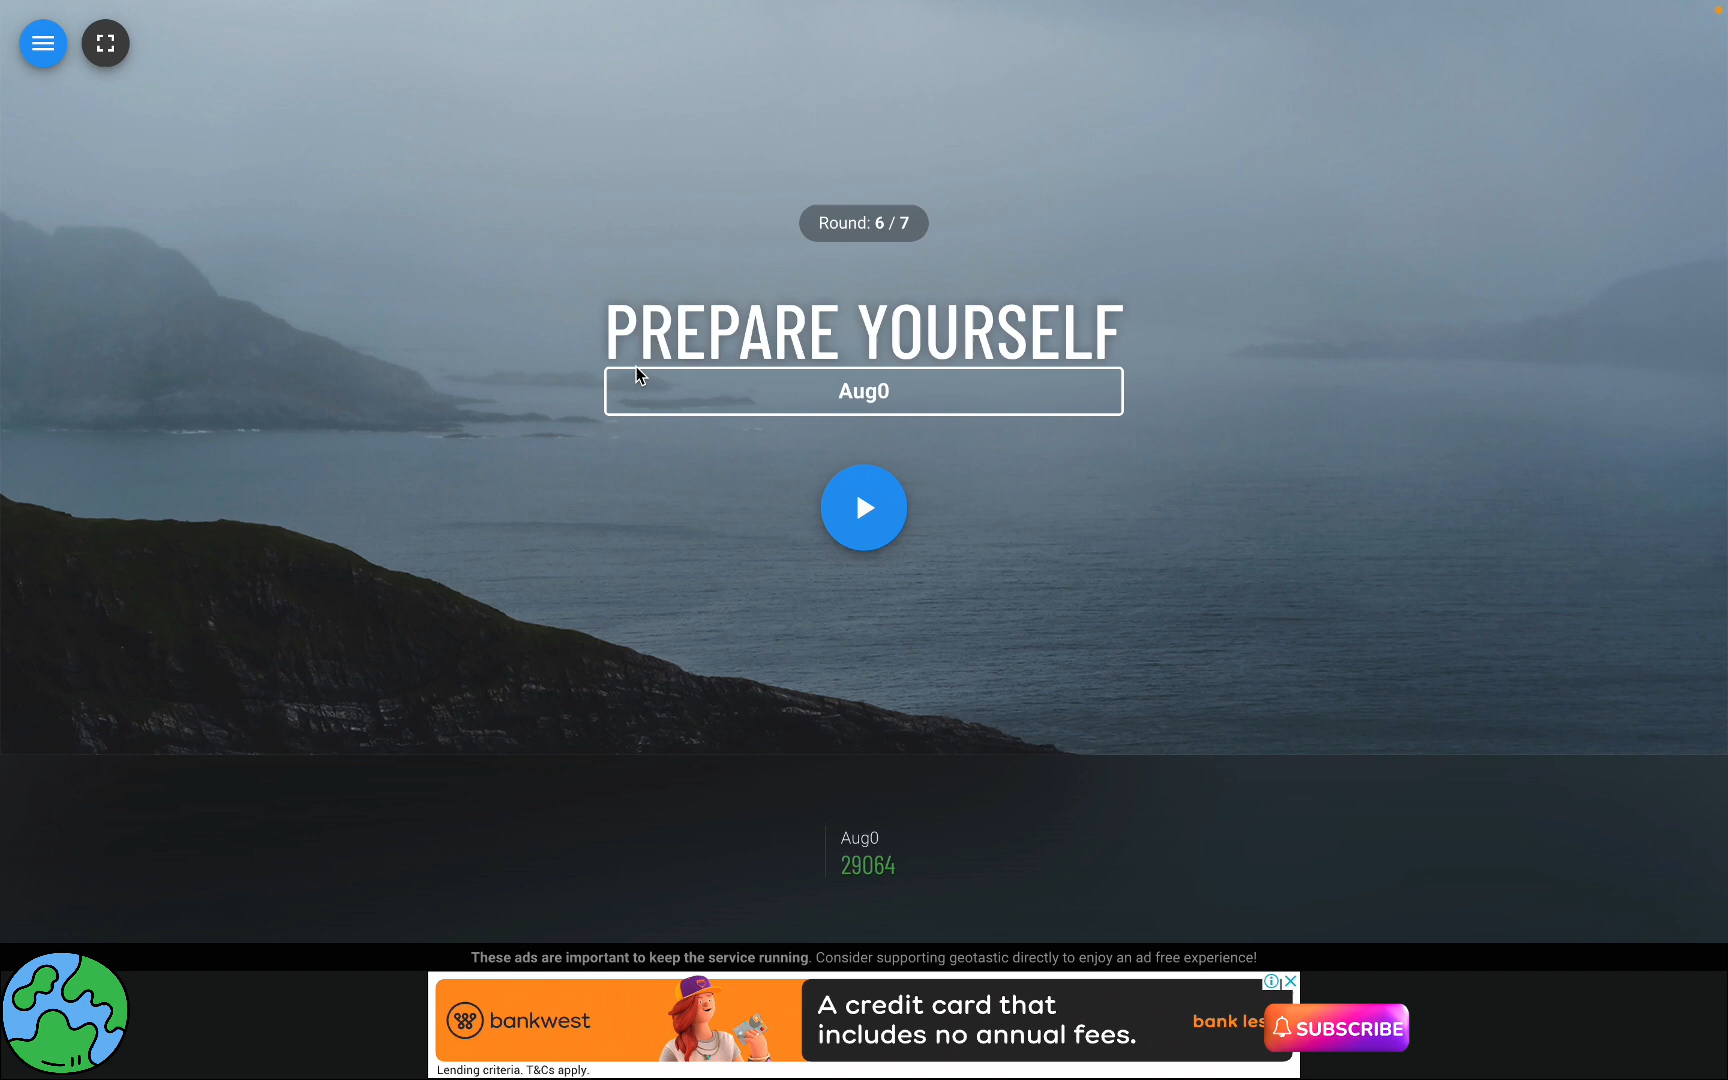 Round: 6 / 7
PREPARE YOURSELF
Aug0
Aug0
29064
These ads are important to keep the service running. Consider supporting geotastic directly to enjoy an ad free experience!
bankwest
A credit card that
includes no annual fees.
bank les
SUBSCRIBE
Lending criteria. T&Cs apply.